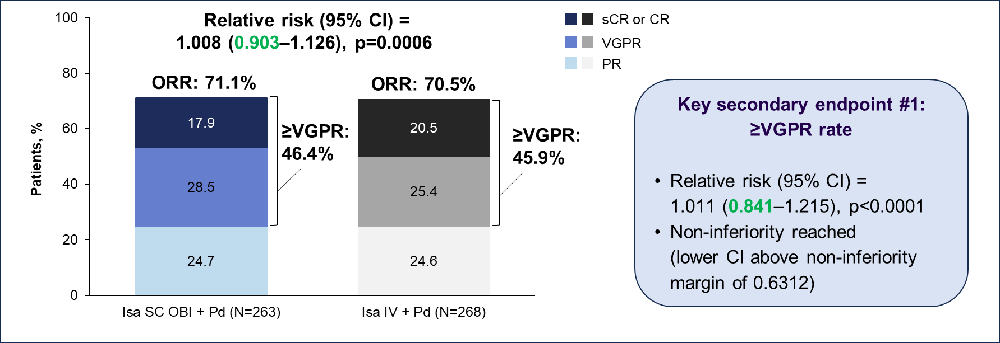 Relative risk (95% CI) =
1.008 (0.903–1.126), p=0.0006
sCR or CR
VGPR
PR
Patients, %
100
80
60
40
20
0
ORR: 71.1%
17.9
28.5
24.7
≥VGPR:
46.4%
Isa SC OBI + Pd (N=263)
ORR: 70.5%
20.5
25.4
24.6
≥VGPR:
45.9%
Isa IV + Pd (N=268)
Key secondary endpoint #1:
≥VGPR rate
• Relative risk (95% CI) =
1.011 (0.841–1.215), p<0.0001
• Non-inferiority reached
(lower CI above non-inferiority
margin of 0.6312)